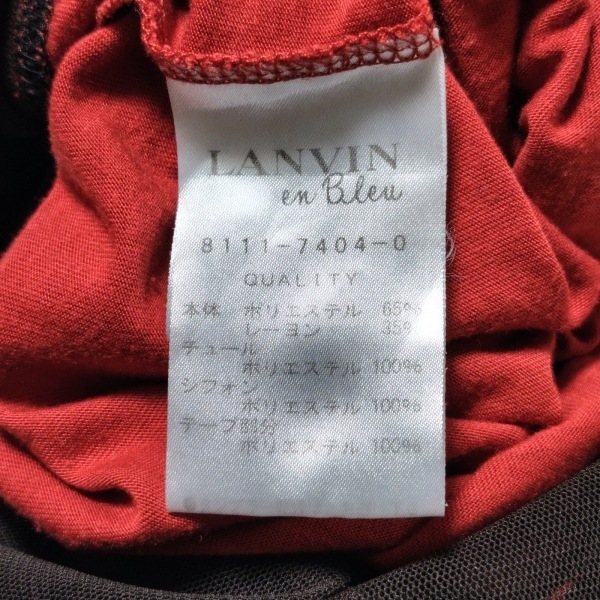 LANVIN
en Bleu
8111-7404-0
QUALITY
本体 ポリエステル 65%
レーヨン 35%
チュール
ポリエステル 100%
シフォン
ポリエステル 100%
テープ部分
ポリエステル 100%